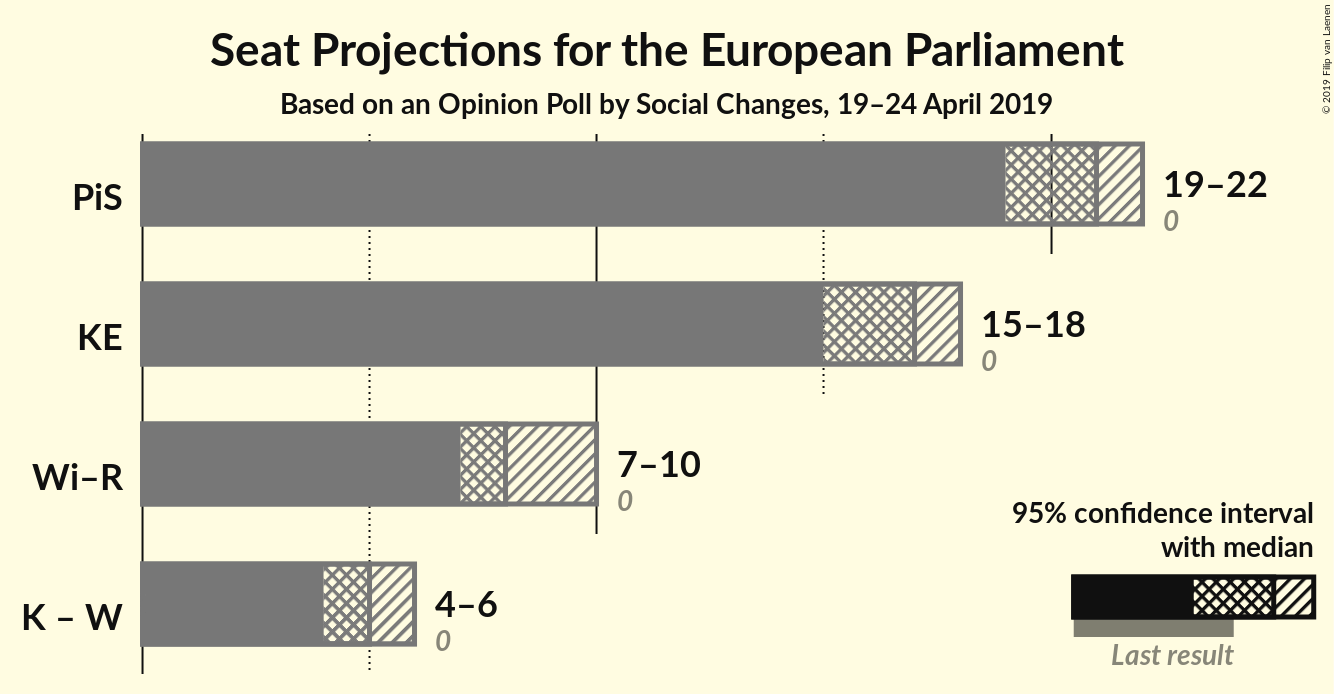 Seat Projections for the European Parliament
Based on an Opinion Poll by Social Changes, 19–24 April 2019
© 2019 Filip van Laenen
PiS
19–22
0
KE
15–18
0
Wi–R
7–10
0
K – W
4–6
0
95% confidence interval
with median
Last result